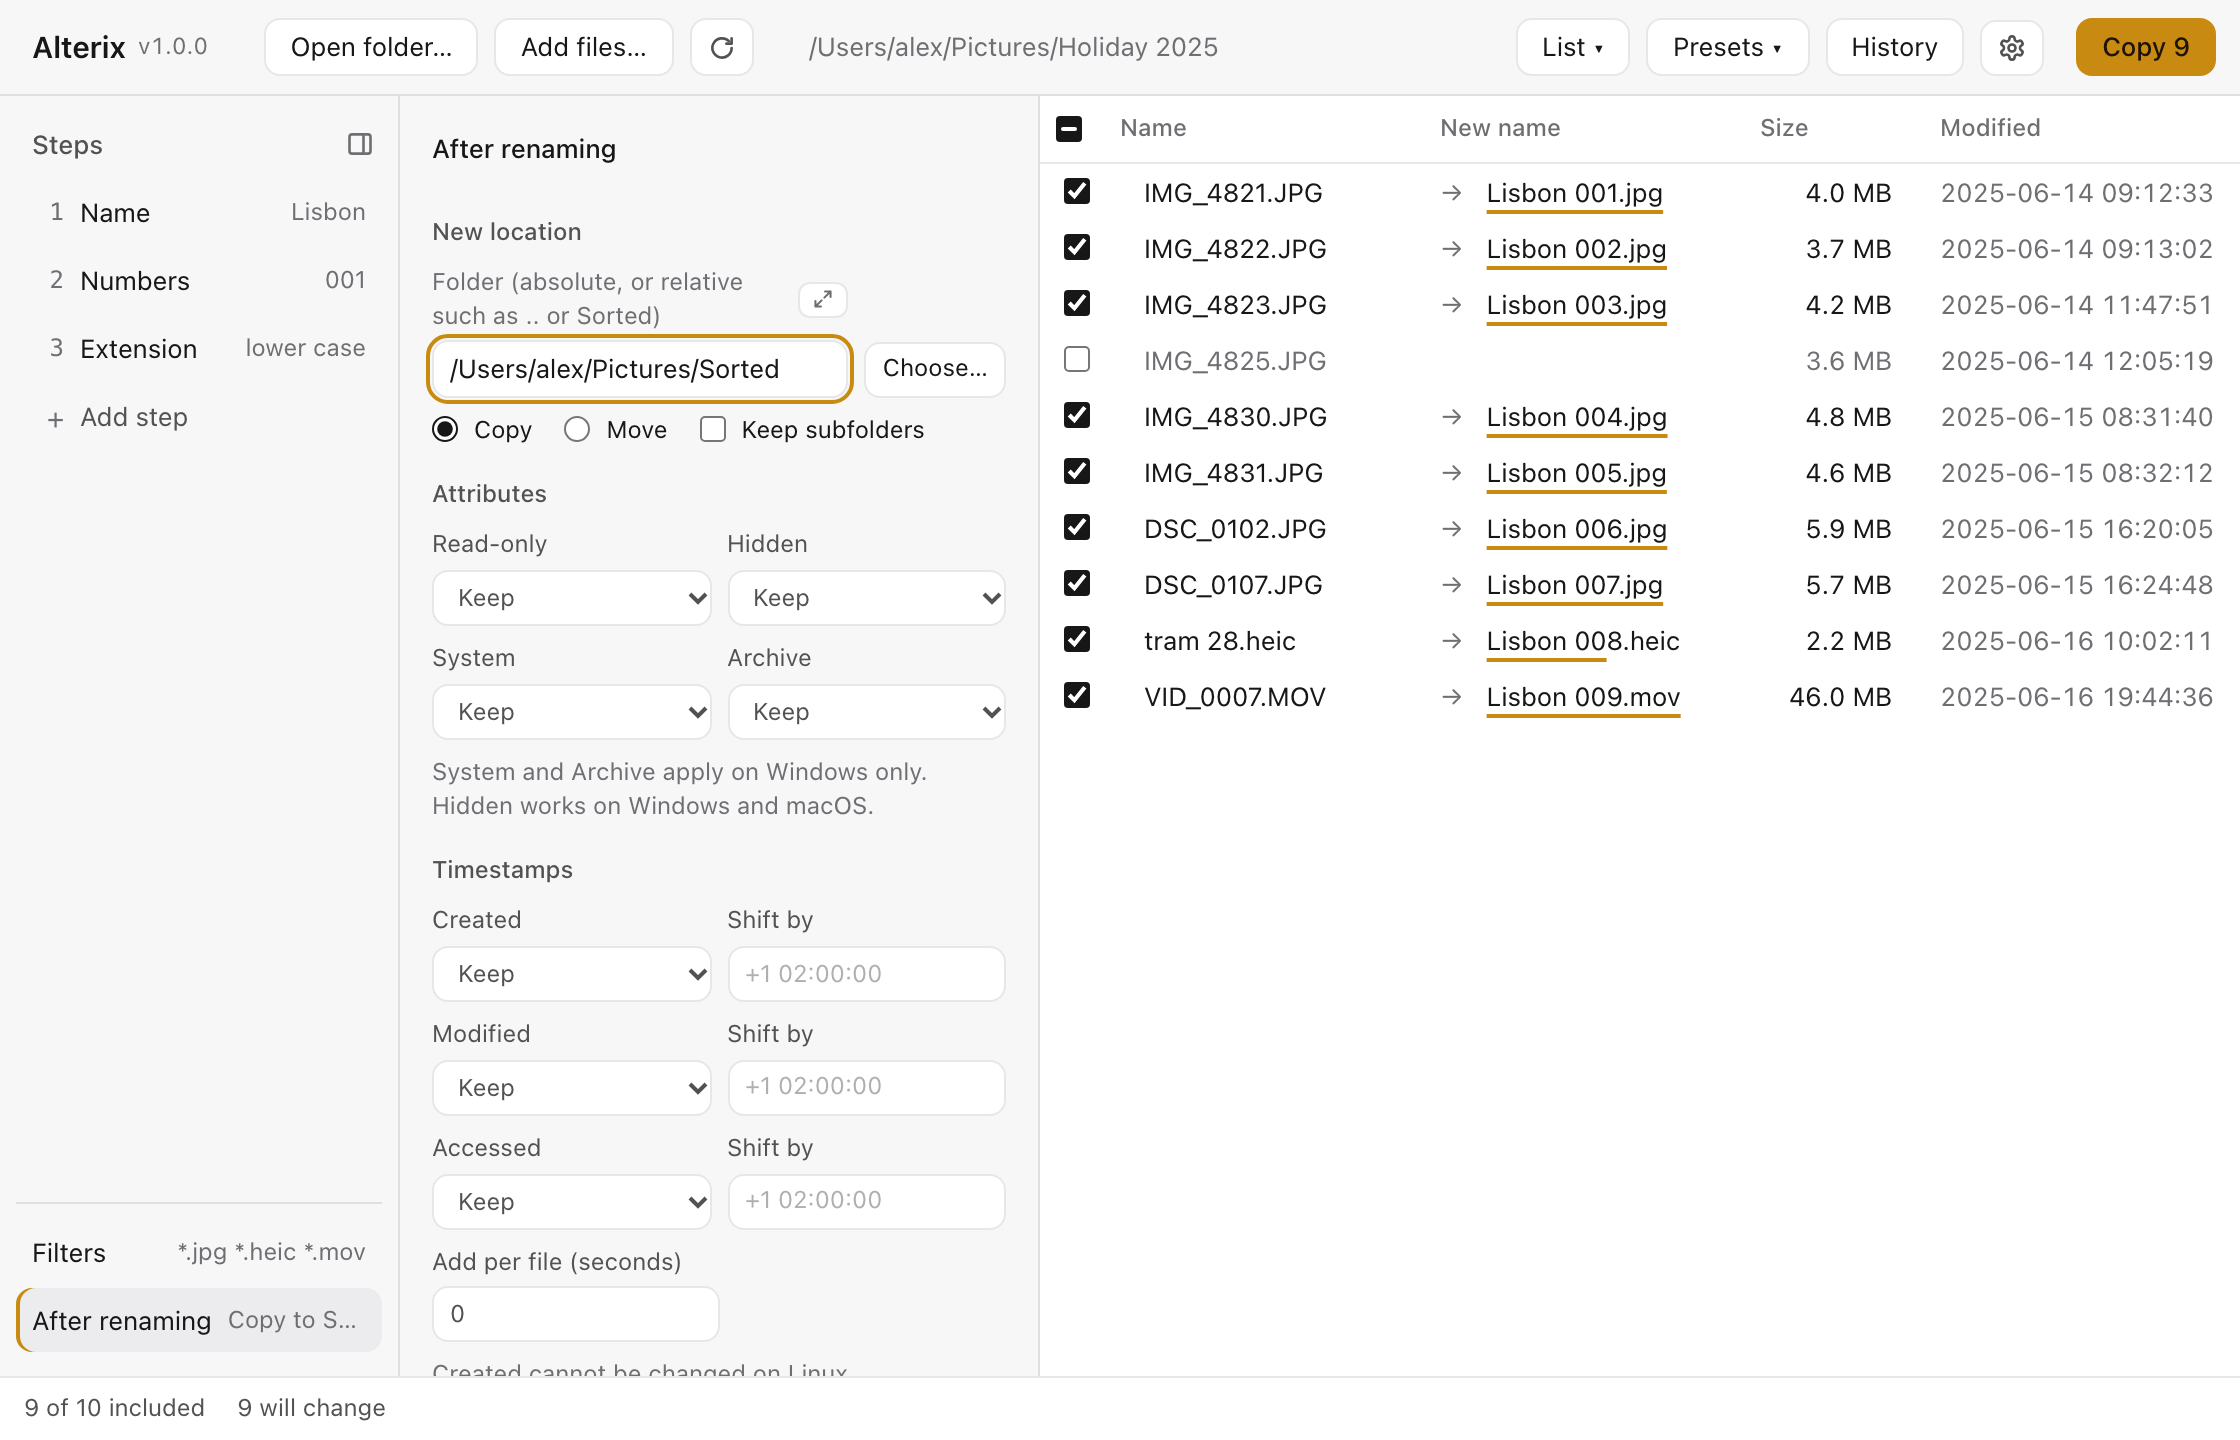 Alterix v1.0.0 Open folder... Add files... /Users/alex/Pictures/Holiday 2025 List ▾ Presets ▾ History Copy 9
Steps
1 Name Lisbon
2 Numbers 001
3 Extension lower case
+ Add step
Filters *.jpg *.heic *.mov
After renaming Copy to S...
After renaming
New location
Folder (absolute, or relative
such as .. or Sorted)
/Users/alex/Pictures/Sorted Choose...
Copy Move Keep subfolders
Attributes
Read-only Hidden
Keep Keep
System Archive
Keep Keep
System and Archive apply on Windows only.
Hidden works on Windows and macOS.
Timestamps
Created Shift by
Keep +1 02:00:00
Modified Shift by
Keep +1 02:00:00
Accessed Shift by
Keep +1 02:00:00
Add per file (seconds)
0
Created cannot be changed on Linux
Name New name Size Modified
IMG_4821.JPG → Lisbon 001.jpg 4.0 MB 2025-06-14 09:12:33
IMG_4822.JPG → Lisbon 002.jpg 3.7 MB 2025-06-14 09:13:02
IMG_4823.JPG → Lisbon 003.jpg 4.2 MB 2025-06-14 11:47:51
IMG_4825.JPG 3.6 MB 2025-06-14 12:05:19
IMG_4830.JPG → Lisbon 004.jpg 4.8 MB 2025-06-15 08:31:40
IMG_4831.JPG → Lisbon 005.jpg 4.6 MB 2025-06-15 08:32:12
DSC_0102.JPG → Lisbon 006.jpg 5.9 MB 2025-06-15 16:20:05
DSC_0107.JPG → Lisbon 007.jpg 5.7 MB 2025-06-15 16:24:48
tram 28.heic → Lisbon 008.heic 2.2 MB 2025-06-16 10:02:11
VID_0007.MOV → Lisbon 009.mov 46.0 MB 2025-06-16 19:44:36
9 of 10 included 9 will change